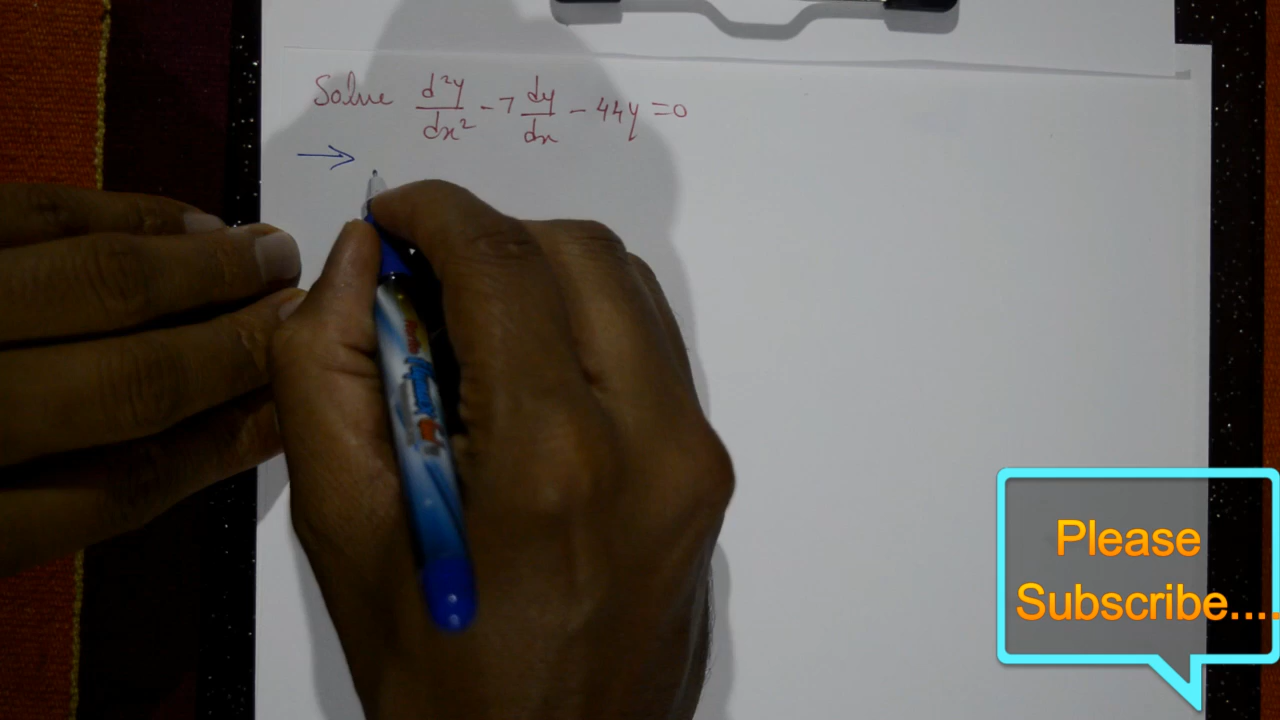 Solve d²y/dx² - 7 dy/dx - 44y = 0
→
Please
Subscribe....